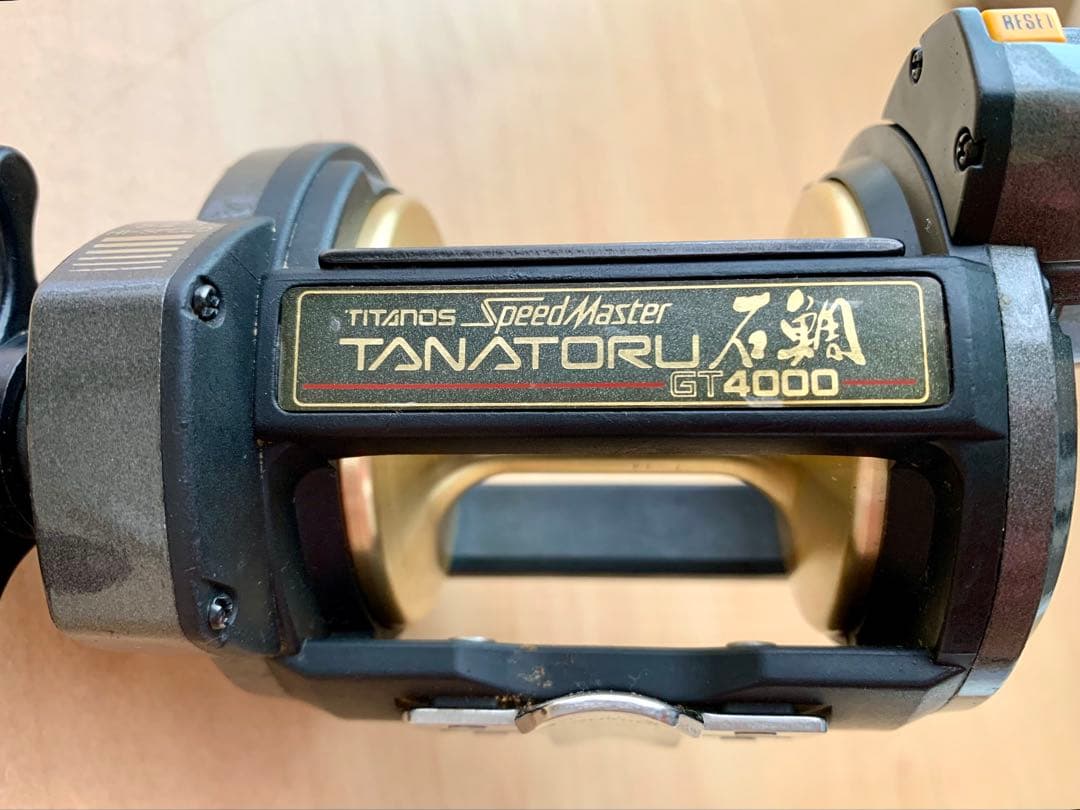 RESET
TITANOS SpeedMaster 石鯛
TANATORU
GT4000